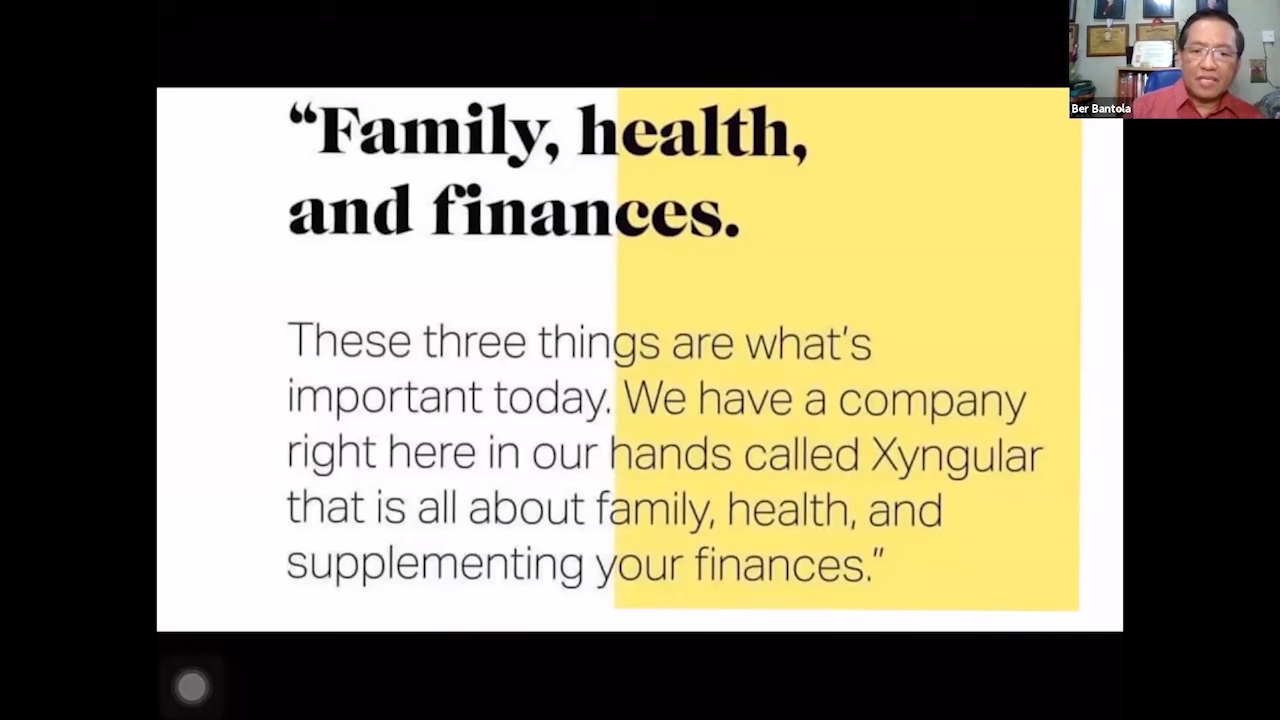 “Family, health,
and finances.
These three things are what’s
important today. We have a company
right here in our hands called Xyngular
that is all about family, health, and
supplementing your finances.”
Ber Bantola